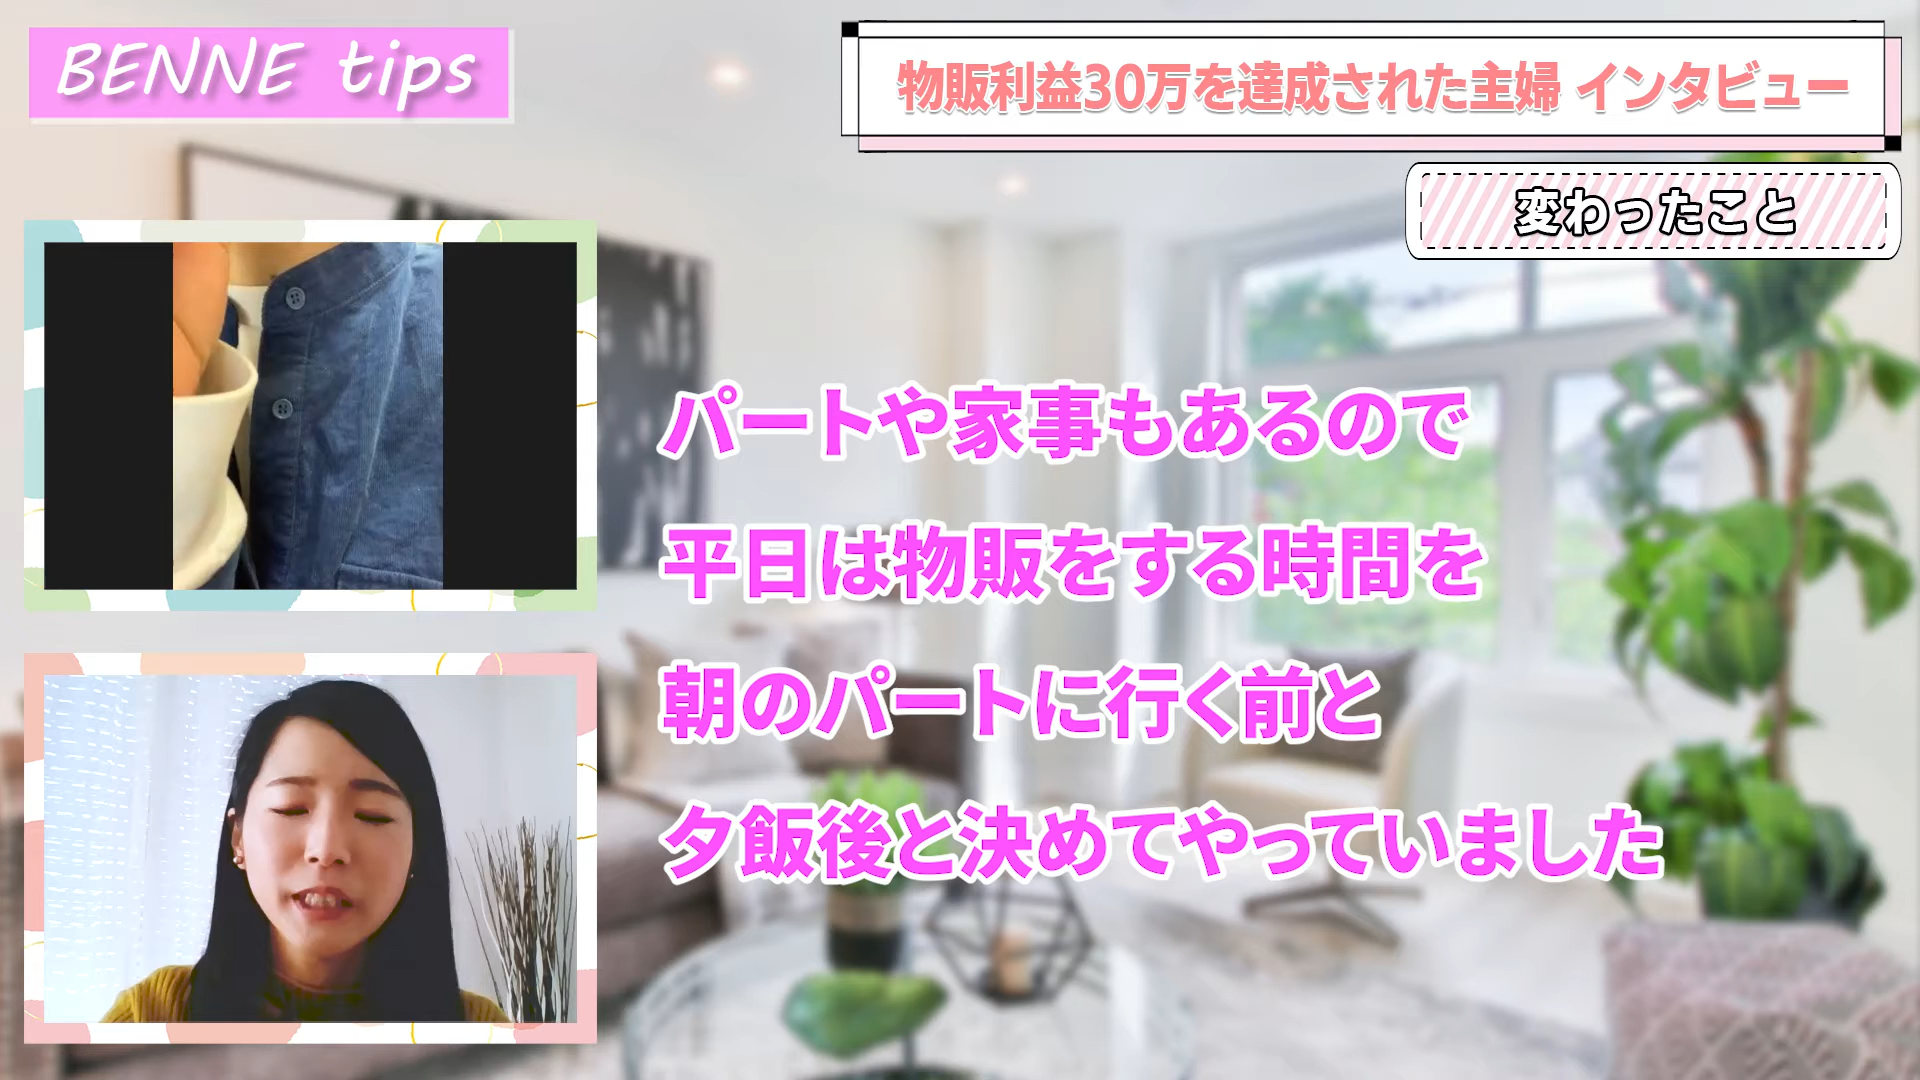 BENNE tips
物販利益30万を達成された主婦 インタビュー
変わったこと
パートや家事もあるので
平日は物販をする時間を
朝のパートに行く前と
夕飯後と決めてやっていました